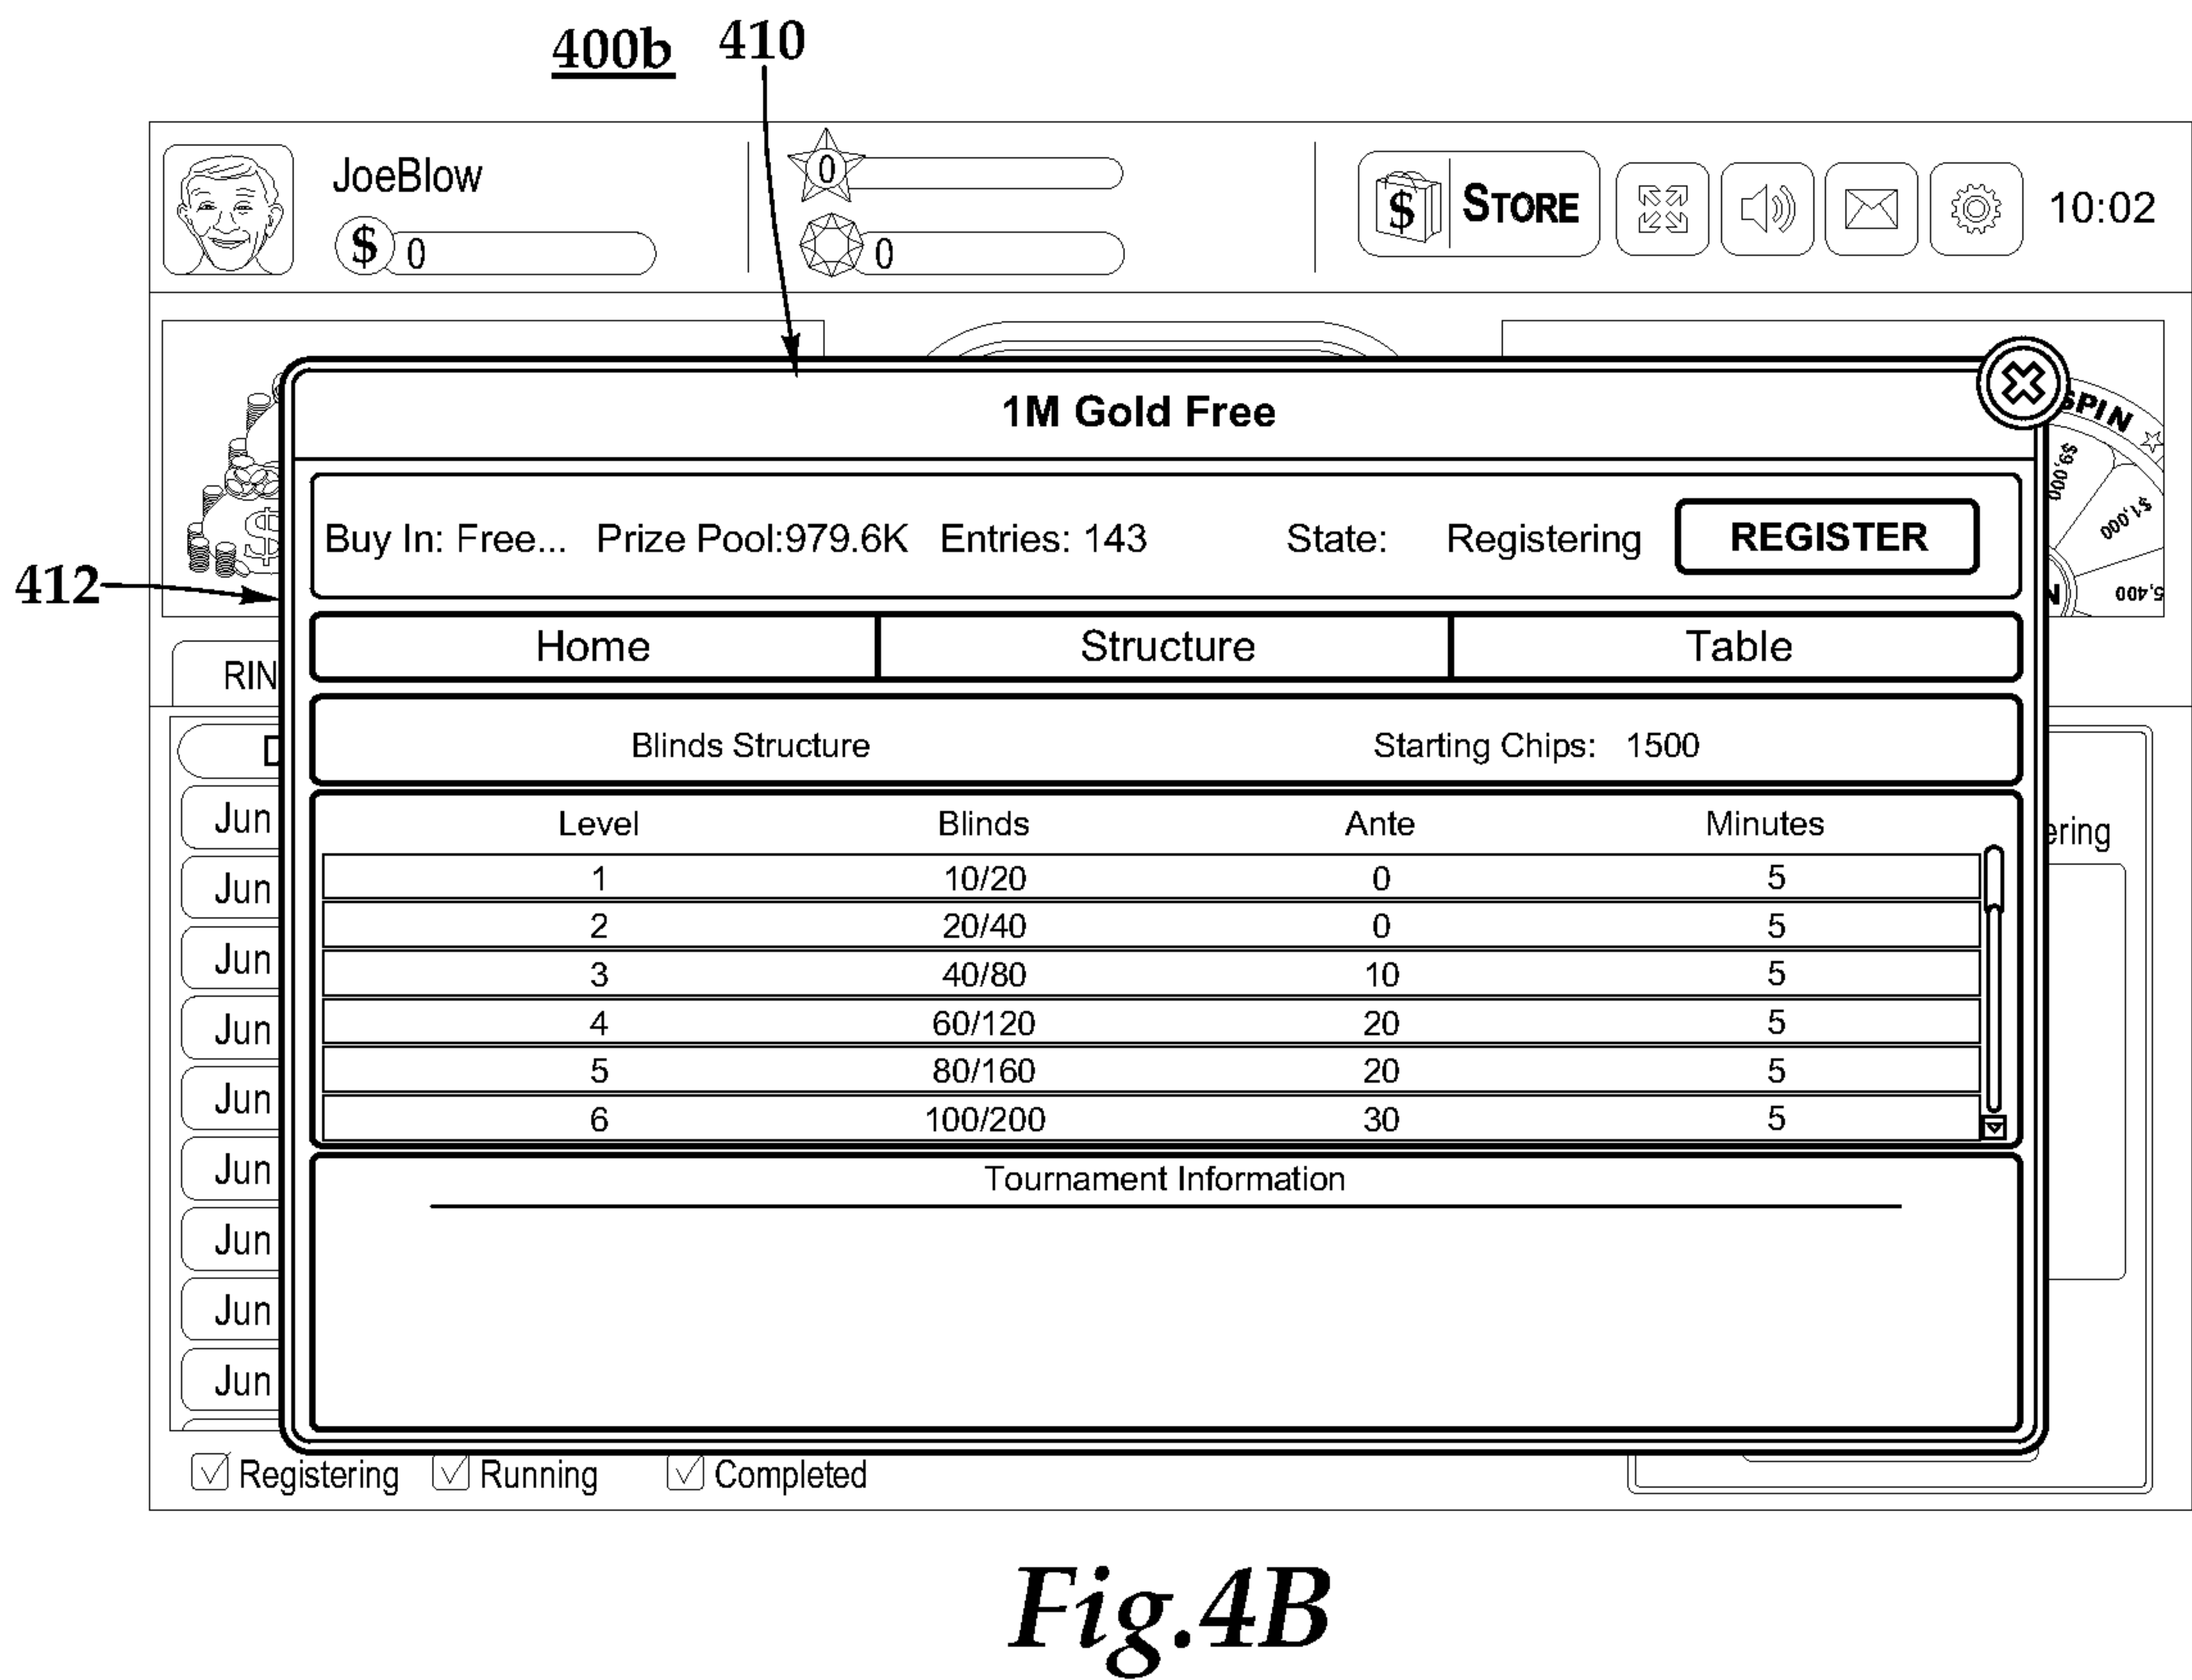 400b 410
JoeBlow
$ 0
0
0
$ STORE
10:02
1M Gold Free
SPIN
$9,000
$1,000
5,400
$
N
Buy In: Free... Prize Pool:979.6K Entries: 143 State: Registering REGISTER
412
Home Structure Table
RIN
Blinds Structure Starting Chips: 1500
D
Level Blinds Ante Minutes
1 10/20 0 5
2 20/40 0 5
3 40/80 10 5
4 60/120 20 5
5 80/160 20 5
6 100/200 30 5
Jun
Jun
Jun
Jun
Jun
Jun
Jun
Jun
Jun
ering
Tournament Information
Registering Running Completed
Fig.4B